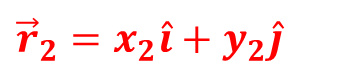 r⃗₂ = x₂î + y₂ĵ